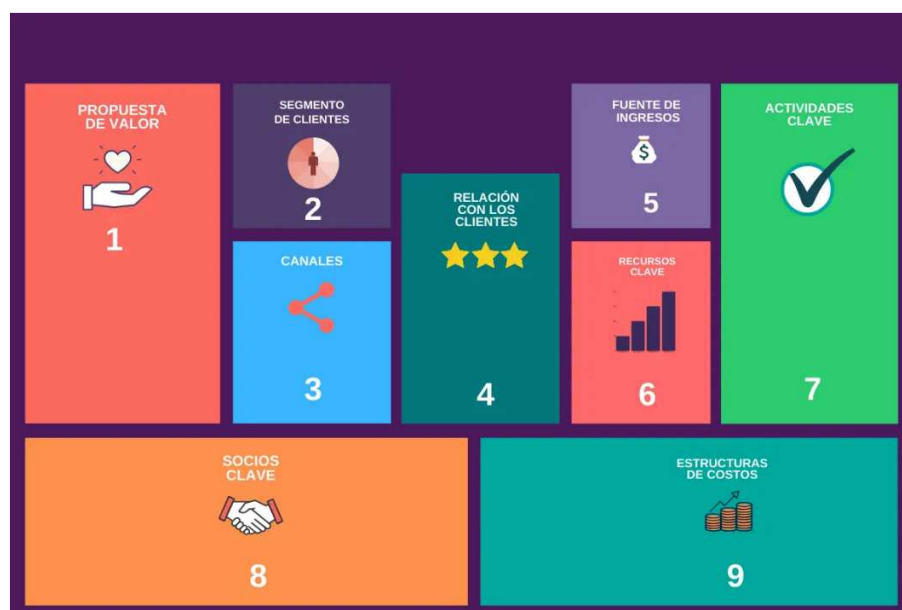 PROPUESTA
DE VALOR
1
SEGMENTO
DE CLIENTES
2
CANALES
3
RELACIÓN
CON LOS
CLIENTES
4
FUENTE DE
INGRESOS
$
5
RECURSOS
CLAVE
6
ACTIVIDADES
CLAVE
7
SOCIOS
CLAVE
8
ESTRUCTURAS
DE COSTOS
9